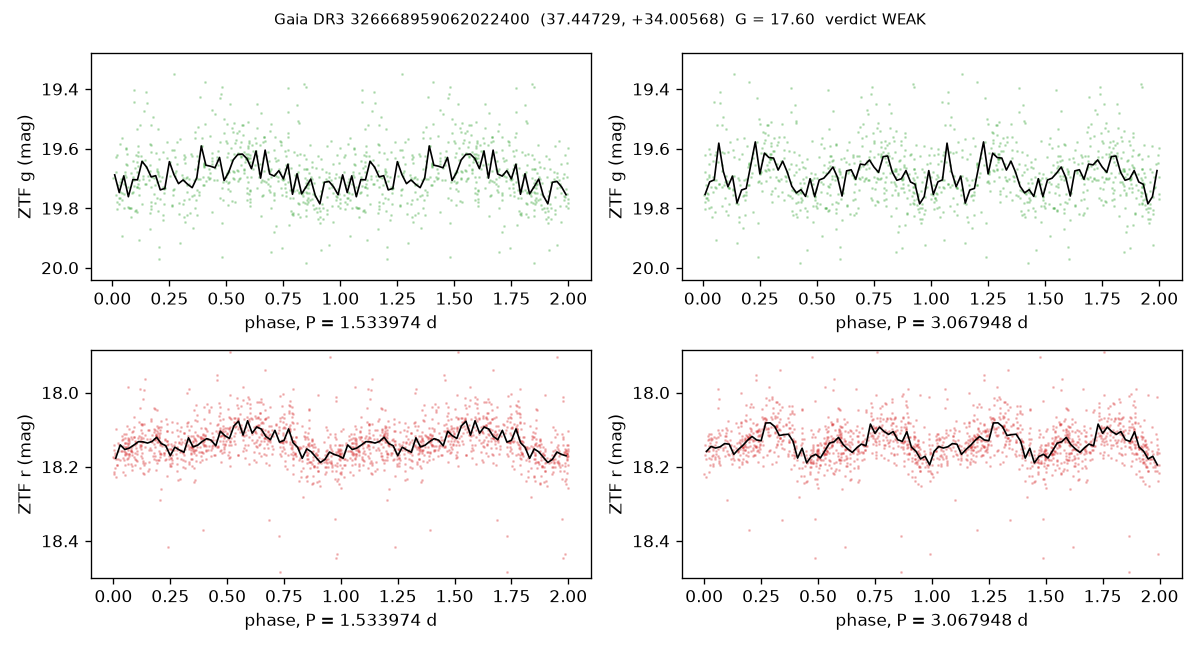 Gaia DR3 326668959062022400  (37.44729, +34.00568)  G = 17.60  verdict WEAK
ZTF g (mag)
19.4
19.6
19.8
20.0
0.00 0.25 0.50 0.75 1.00 1.25 1.50 1.75 2.00
phase, P = 1.533974 d
ZTF g (mag)
19.4
19.6
19.8
20.0
0.00 0.25 0.50 0.75 1.00 1.25 1.50 1.75 2.00
phase, P = 3.067948 d
ZTF r (mag)
18.0
18.2
18.4
0.00 0.25 0.50 0.75 1.00 1.25 1.50 1.75 2.00
phase, P = 1.533974 d
ZTF r (mag)
18.0
18.2
18.4
0.00 0.25 0.50 0.75 1.00 1.25 1.50 1.75 2.00
phase, P = 3.067948 d